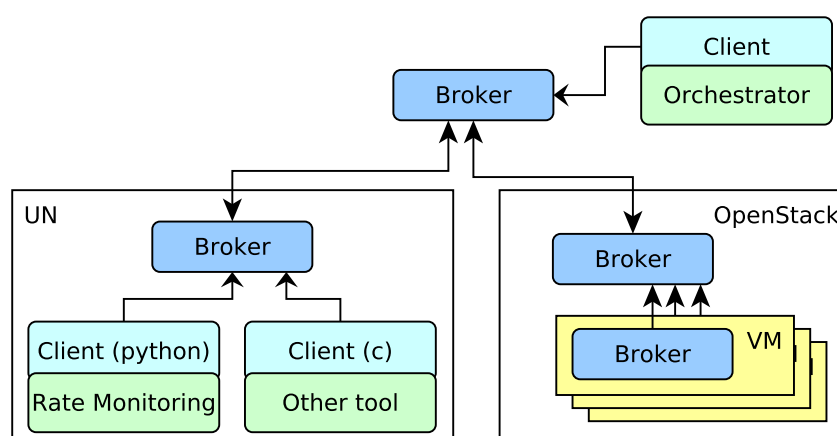 Client
Orchestrator
Broker
UN
Broker
Client (python)
Rate Monitoring
Client (c)
Other tool
OpenStack
Broker
VM
Broker